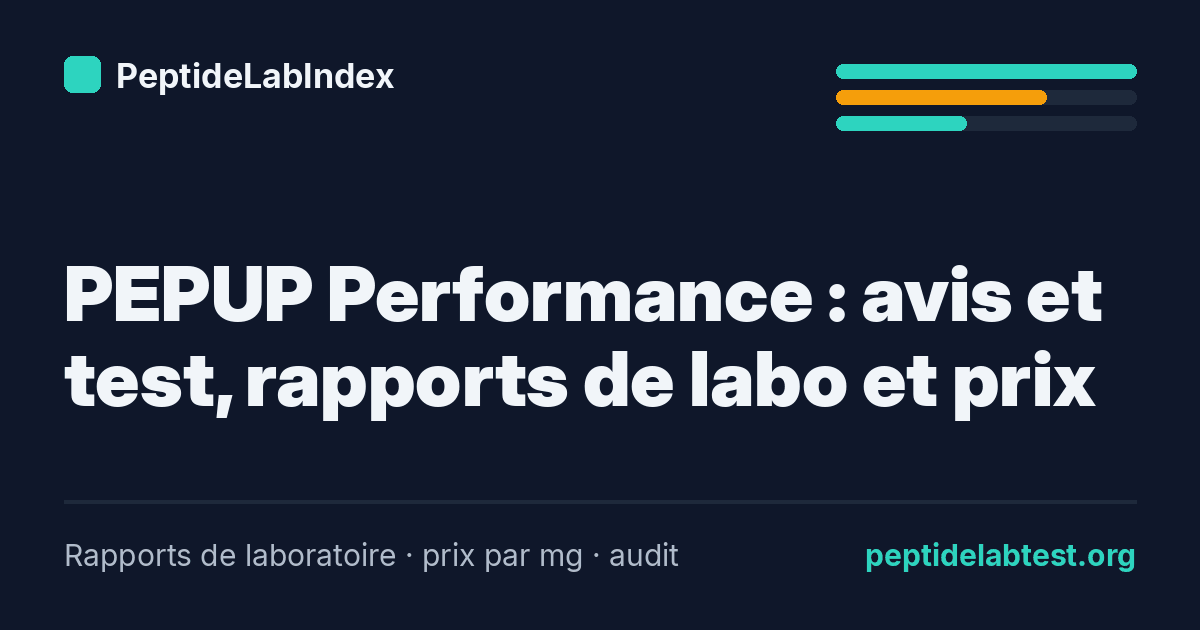 PeptideLabIndex
PEPUP Performance : avis et
test, rapports de labo et prix
Rapports de laboratoire · prix par mg · audit
peptidelabtest.org